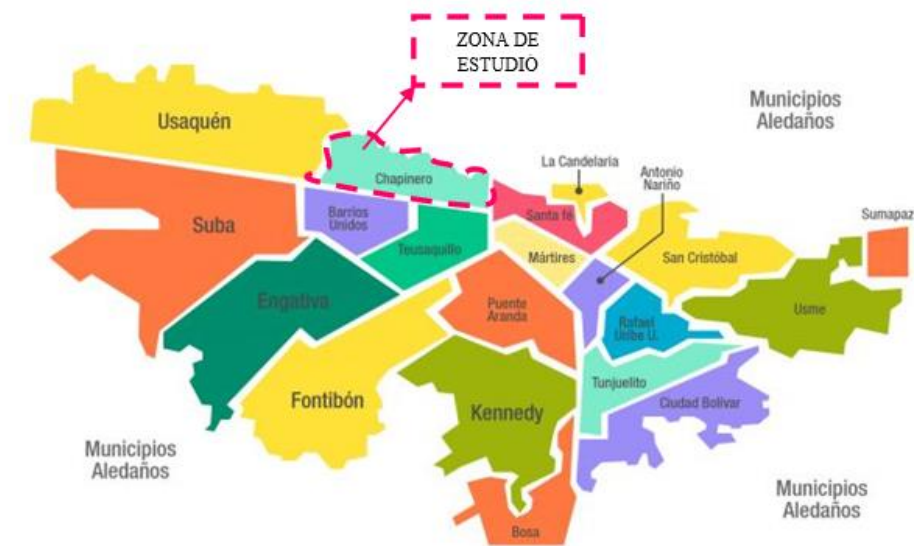 ZONA DE
ESTUDIO
Municipios
Aledaños
Usaquén
La Candelaria
Antonio
Nariño
Chapinero
Sumapaz
Suba
Barrios
Unidos
Santa fé
Teusaquillo
Mártires
San Cristóbal
Engativa
Puente
Aranda
Rafael
Uribe U.
Usme
Fontibón
Kennedy
Tunjuelito
Ciudad Bolívar
Municipios
Aledaños
Municipios
Aledaños
Bosa